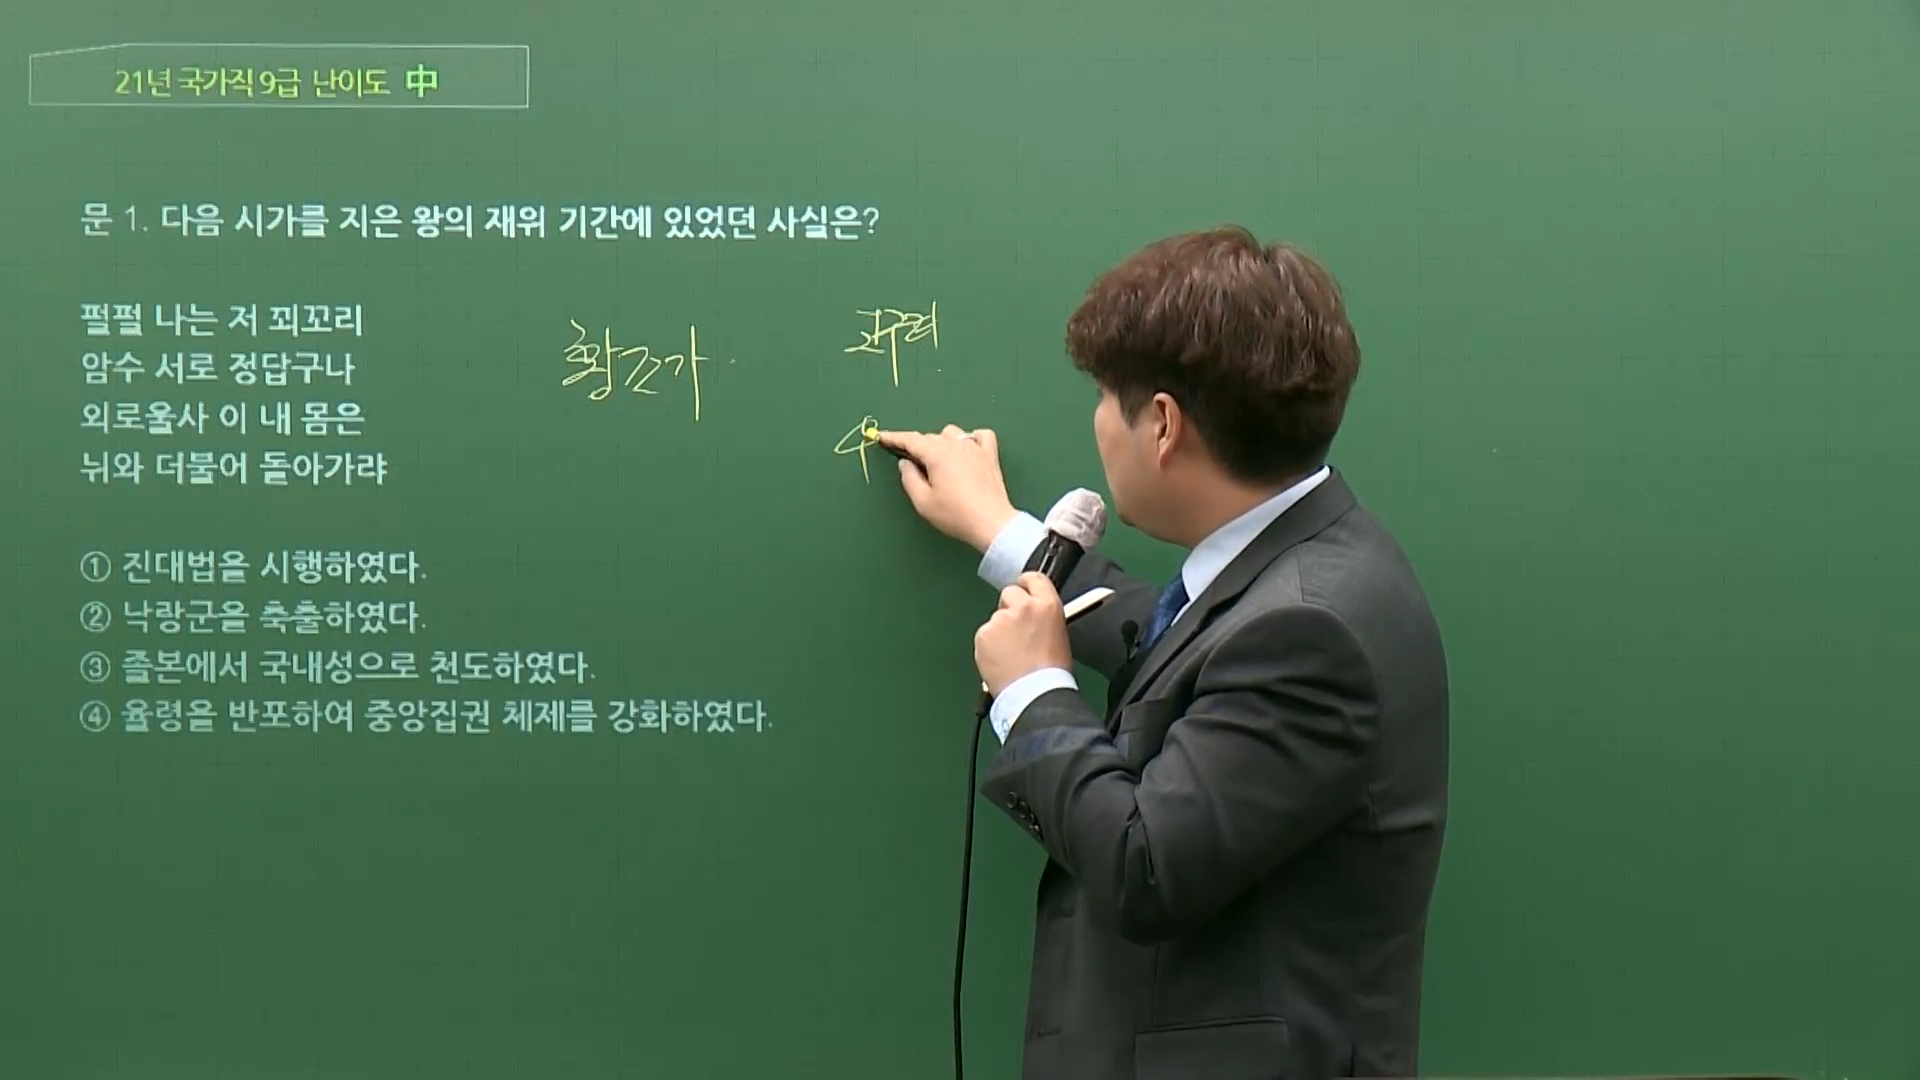 21년 국가직 9급 난이도 中
문 1. 다음 시가를 지은 왕의 재위 기간에 있었던 사실은?
펄펄 나는 저 꾀꼬리
암수 서로 정답구나
외로울사 이 내 몸은
뉘와 더불어 돌아가랴
황조가
고구려
① 진대법을 시행하였다.
② 낙랑군을 축출하였다.
③ 졸본에서 국내성으로 천도하였다.
④ 율령을 반포하여 중앙집권 체제를 강화하였다.